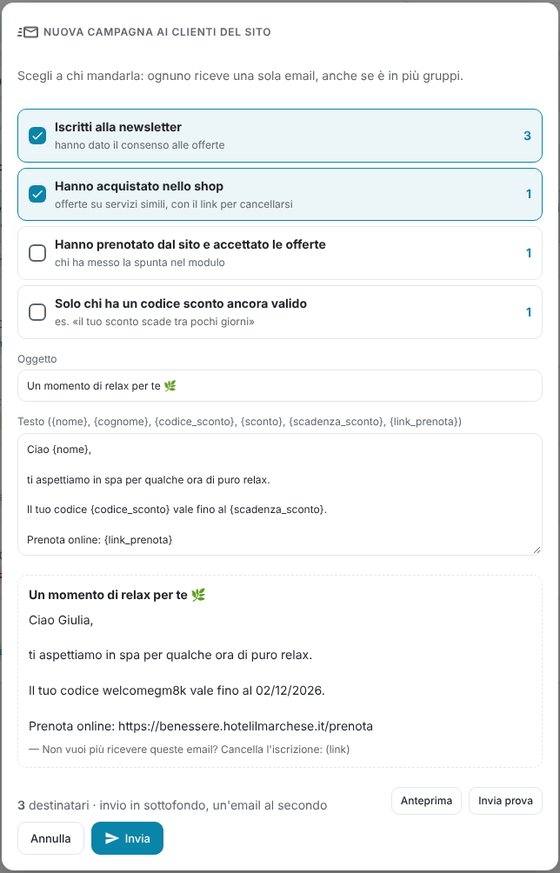 NUOVA CAMPAGNA AI CLIENTI DEL SITO
Scegli a chi mandarla: ognuno riceve una sola email, anche se è in più gruppi.
Iscritti alla newsletter
hanno dato il consenso alle offerte
3
Hanno acquistato nello shop
offerte su servizi simili, con il link per cancellarsi
1
Hanno prenotato dal sito e accettato le offerte
chi ha messo la spunta nel modulo
1
Solo chi ha un codice sconto ancora valido
es. «il tuo sconto scade tra pochi giorni»
1
Oggetto
Un momento di relax per te 🌿
Testo ({nome}, {cognome}, {codice_sconto}, {sconto}, {scadenza_sconto}, {link_prenota})
Ciao {nome},
ti aspettiamo in spa per qualche ora di puro relax.
Il tuo codice {codice_sconto} vale fino al {scadenza_sconto}.
Prenota online: {link_prenota}
Un momento di relax per te 🌿
Ciao Giulia,
ti aspettiamo in spa per qualche ora di puro relax.
Il tuo codice welcomegm8k vale fino al 02/12/2026.
Prenota online: https://benessere.hotelilmarchese.it/prenota
— Non vuoi più ricevere queste email? Cancella l'iscrizione: (link)
3 destinatari · invio in sottofondo, un'email al secondo
Anteprima
Invia prova
Annulla
Invia